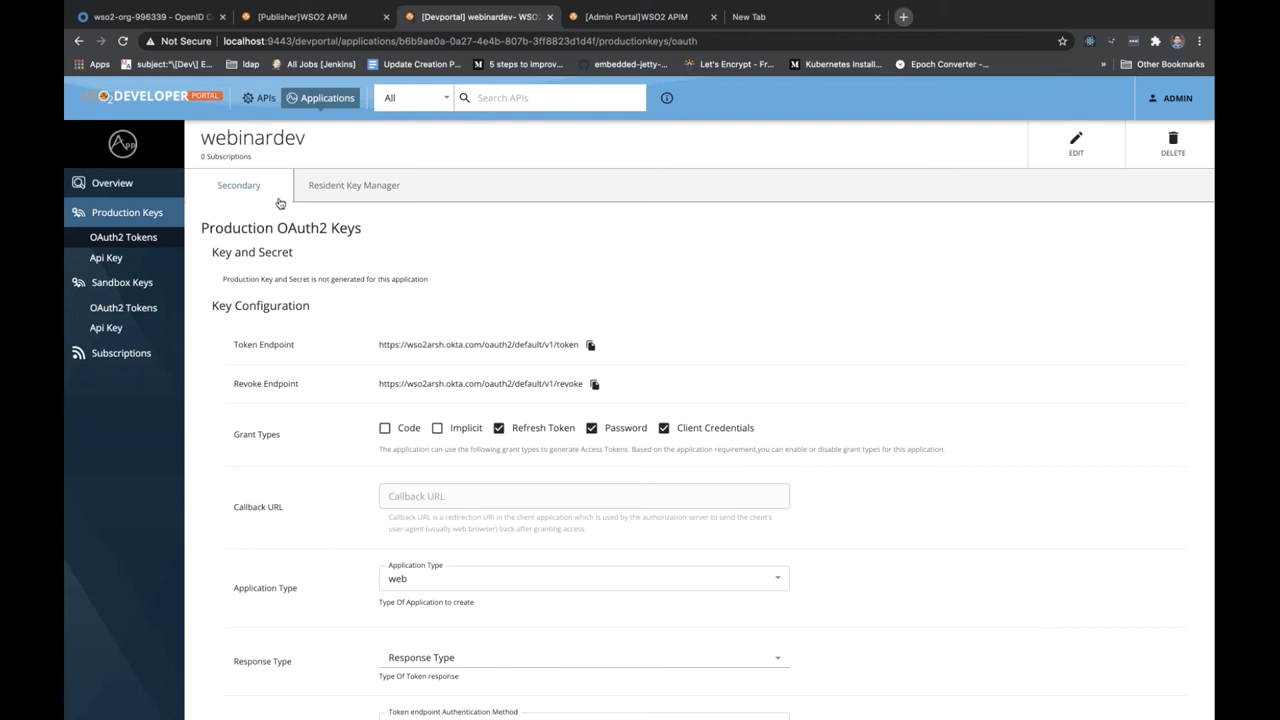 wso2-org-996339 - OpenID C
[Publisher]WSO2 APIM
[Devportal] webinardev- WSO
[Admin Portal]WSO2 APIM
New Tab
Not Secure
localhost:9443/devportal/applications/b6b9ae0a-0a27-4e4b-807b-3ff8823d1d4f/productionkeys/oauth
Apps
subject:"\[Dev\] E...
ldap
All Jobs [Jenkins]
Update Creation P...
5 steps to improv...
embedded-jetty-...
Let's Encrypt - Fr...
Kubernetes Install...
Epoch Converter -...
»
Other Bookmarks
DEVELOPER PORTAL
APIs
Applications
All
Search APIs
ADMIN
App
webinardev
0 Subscriptions
EDIT
DELETE
Overview
Production Keys
OAuth2 Tokens
Api Key
Sandbox Keys
OAuth2 Tokens
Api Key
Subscriptions
Secondary
Resident Key Manager
Production OAuth2 Keys
Key and Secret
Production Key and Secret is not generated for this application
Key Configuration
Token Endpoint
https://wso2arsh.okta.com/oauth2/default/v1/token
Revoke Endpoint
https://wso2arsh.okta.com/oauth2/default/v1/revoke
Grant Types
Code
Implicit
Refresh Token
Password
Client Credentials
The application can use the following grant types to generate Access Tokens. Based on the application requirement,you can enable or disable grant types for this application.
Callback URL
Callback URL
Callback URL is a redirection URI in the client application which is used by the authorization server to send the client's
user-agent (usually web browser) back after granting access.
Application Type
Application Type
web
Type Of Application to create
Response Type
Response Type
Type Of Token response
Token endpoint Authentication Method